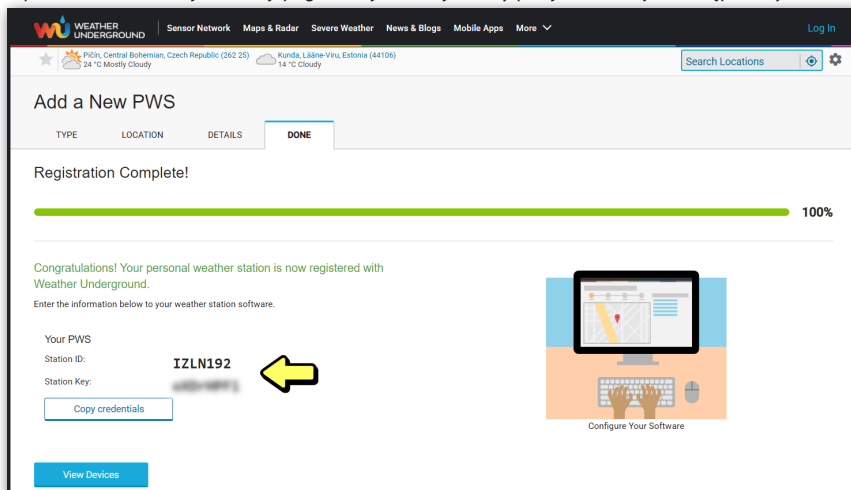 WEATHER
UNDERGROUND
Sensor Network Maps & Radar Severe Weather News & Blogs Mobile Apps More
Log In
Pičín, Central Bohemian, Czech Republic (262 25)
24 °C Mostly Cloudy
Kunda, Lääne-Viru, Estonia (44106)
14 °C Cloudy
Search Locations
Add a New PWS
TYPE LOCATION DETAILS DONE
Registration Complete!
100%
Congratulations! Your personal weather station is now registered with
Weather Underground.
Enter the information below to your weather station software.
Your PWS
Station ID: IZLN192
Station Key:
Copy credentials
Configure Your Software
View Devices